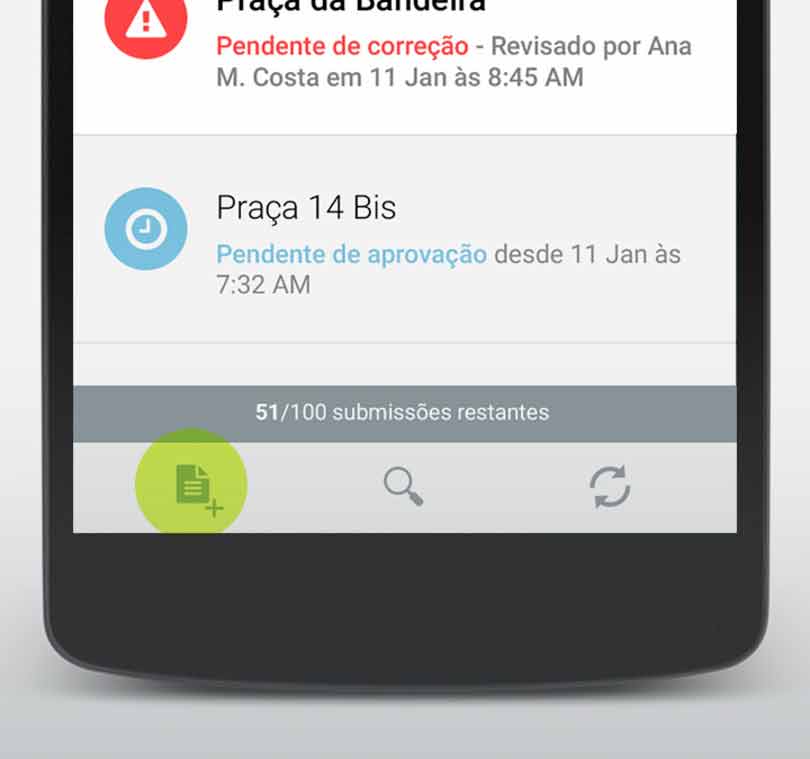 Praça da Bandeira
Pendente de correção - Revisado por Ana
M. Costa em 11 Jan às 8:45 AM
Praça 14 Bis
Pendente de aprovação desde 11 Jan às
7:32 AM
51/100 submissões restantes